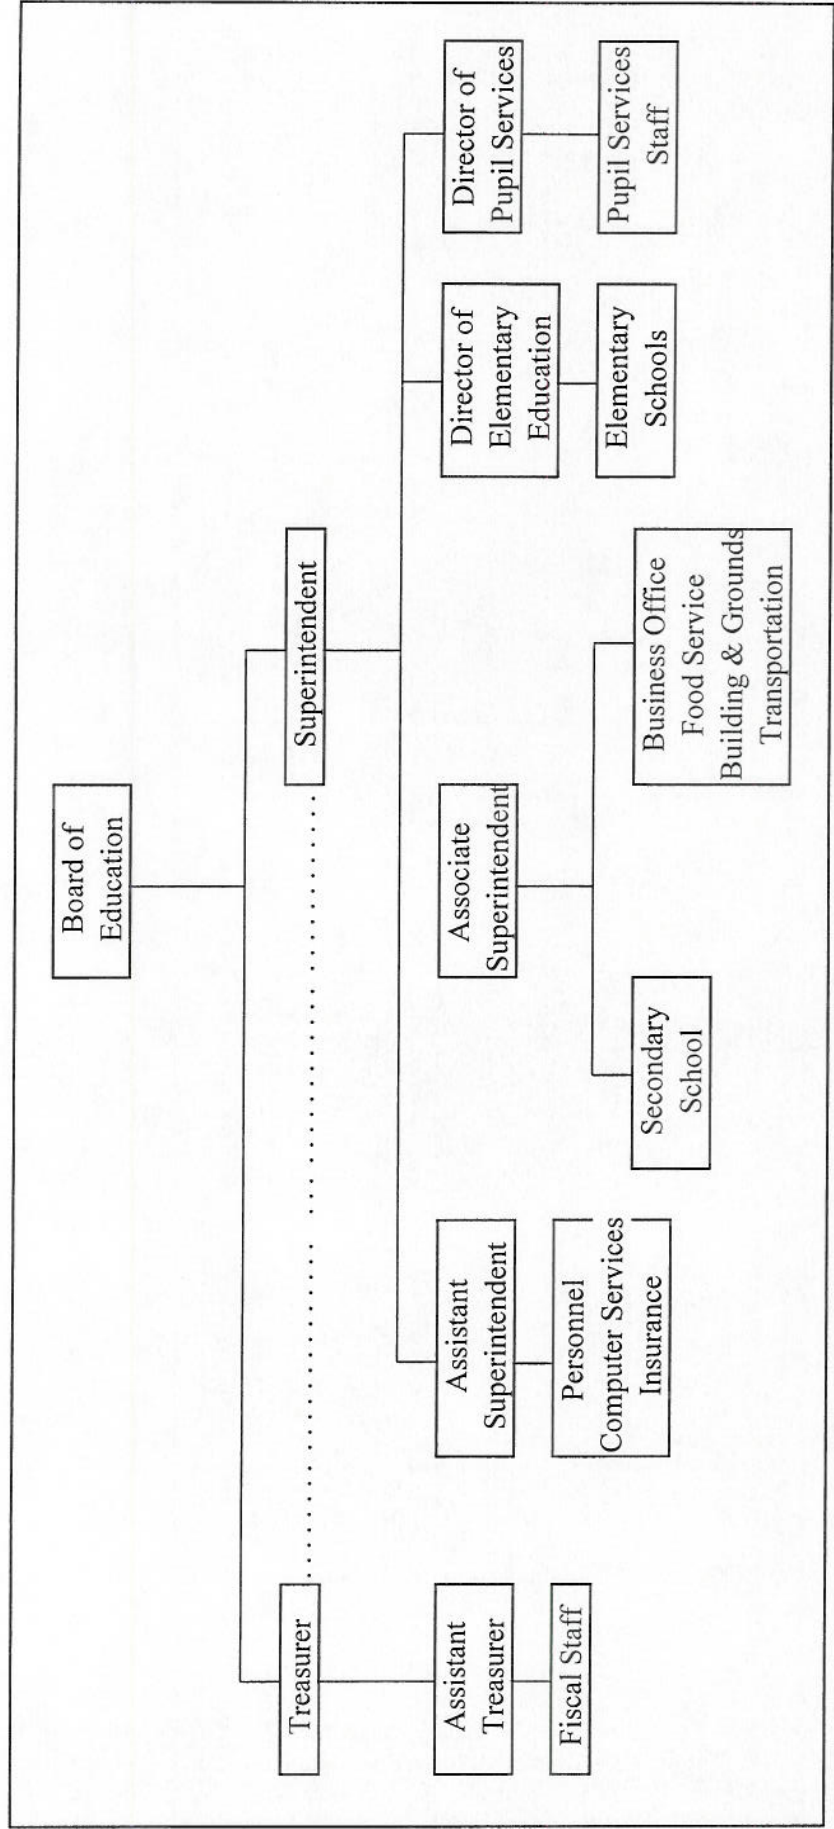 Board of
Education
Treasurer
Superintendent
Assistant
Treasurer
Fiscal Staff
Assistant
Superintendent
Personnel
Computer Services
Insurance
Associate
Superintendent
Secondary
School
Business Office
Food Service
Building & Grounds
Transportation
Director of
Elementary
Education
Elementary
Schools
Director of
Pupil Services
Pupil Services
Staff